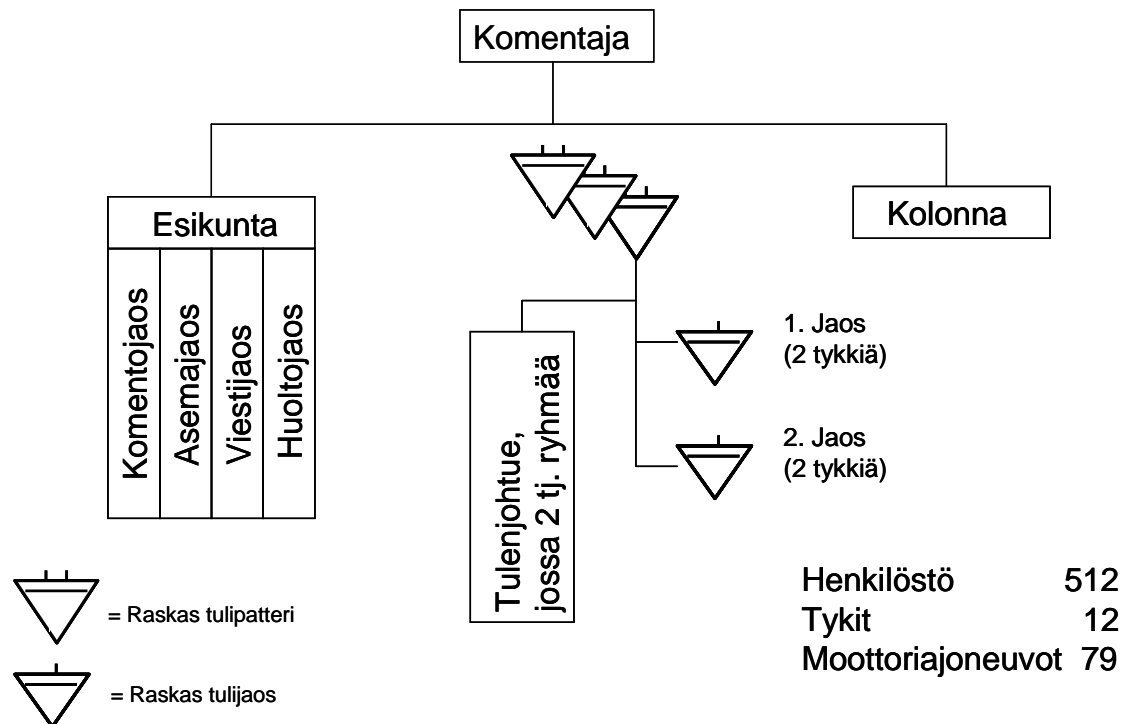 Komentaja
Esikunta
Komentojaos
Asemajaos
Viestijaos
Huoltojaos
Kolonna
Tulenjohtue,
jossa 2 tj. ryhmää
1. Jaos
(2 tykkiä)
2. Jaos
(2 tykkiä)
= Raskas tulipatteri
= Raskas tulijaos
Henkilöstö 512
Tykit 12
Moottoriajoneuvot 79